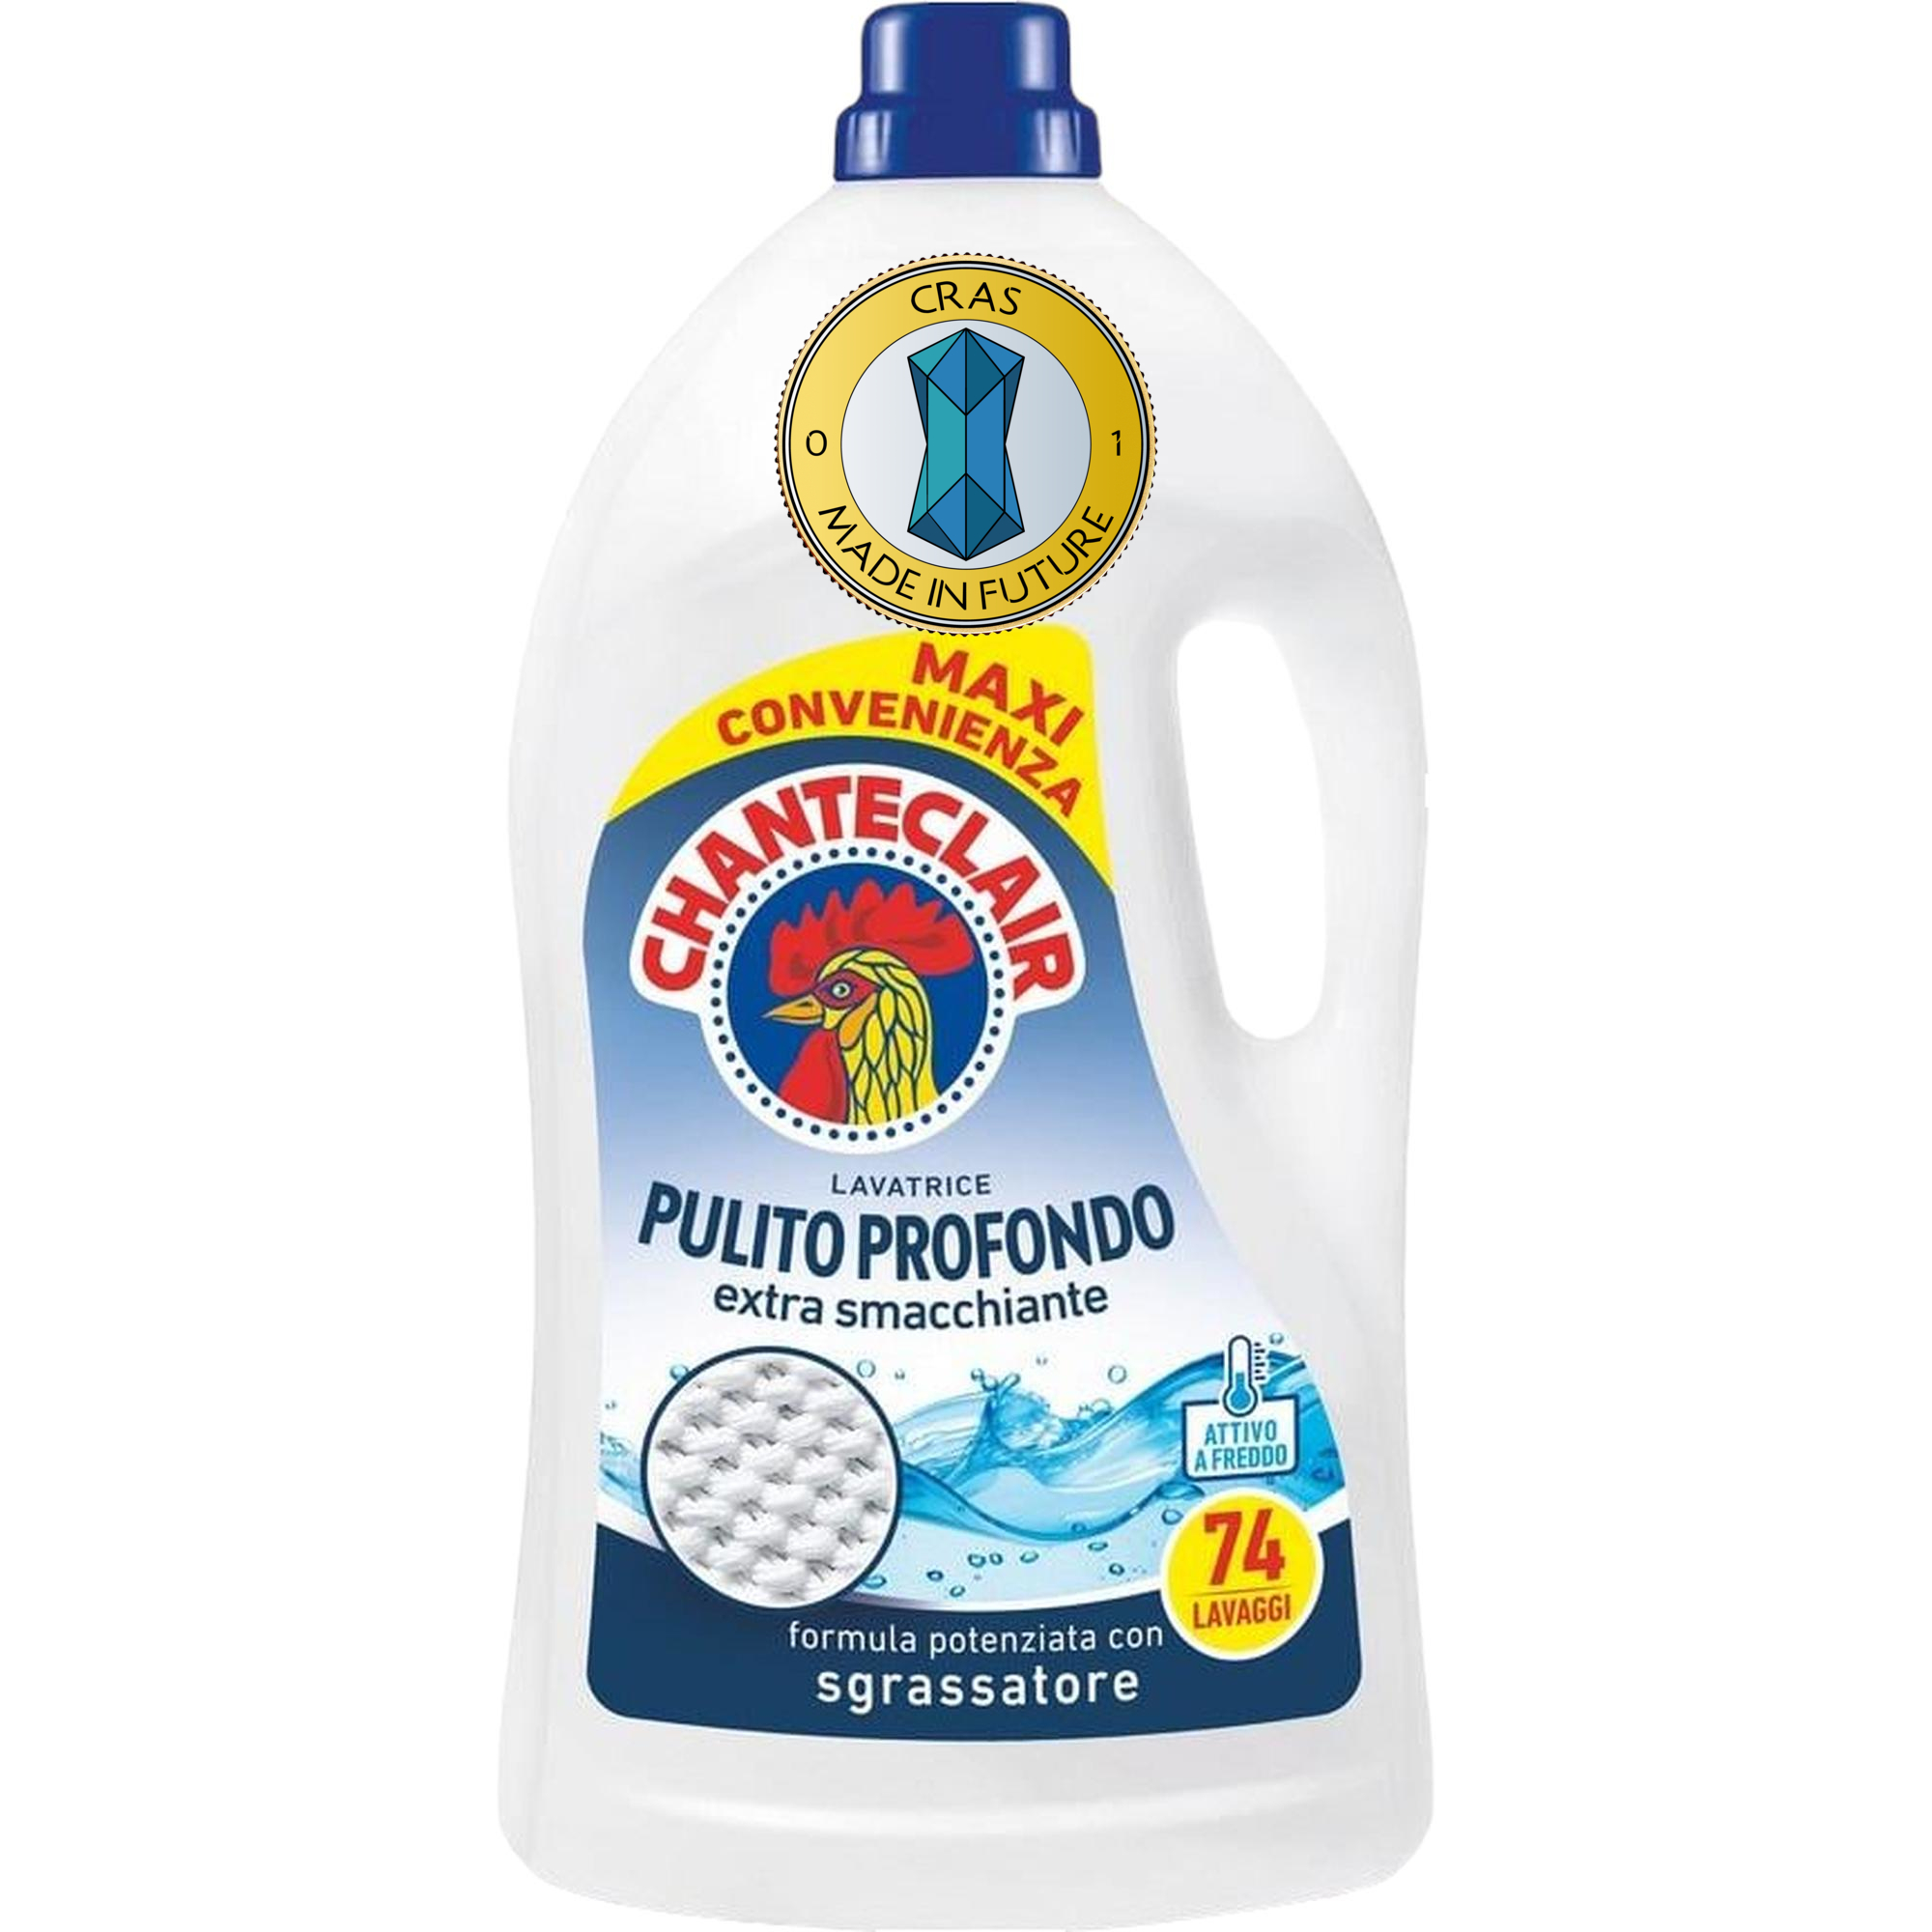 CRAS
0 1
MADE IN FUTURE
MAXI
CONVENIENZA
CHANTECLAIR
LAVATRICE
PULITO PROFONDO
extra smacchiante
ATTIVO
A FREDDO
74
LAVAGGI
formula potenziata con
sgrassatore